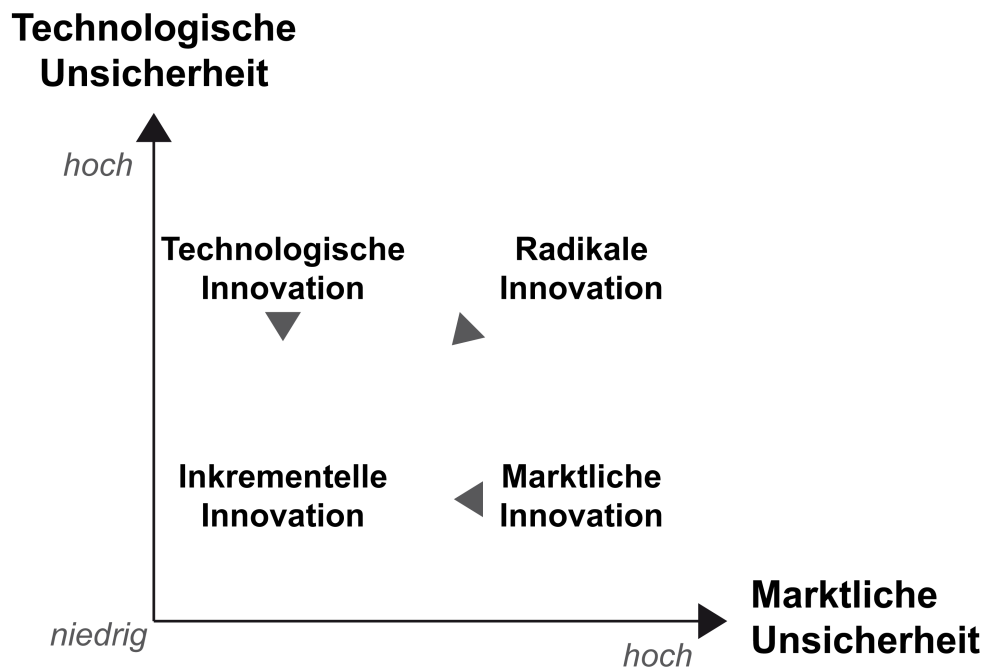 Technologische
Unsicherheit
hoch
Technologische
Innovation
Radikale
Innovation
Inkrementelle
Innovation
Marktliche
Innovation
niedrig
hoch
Marktliche
Unsicherheit